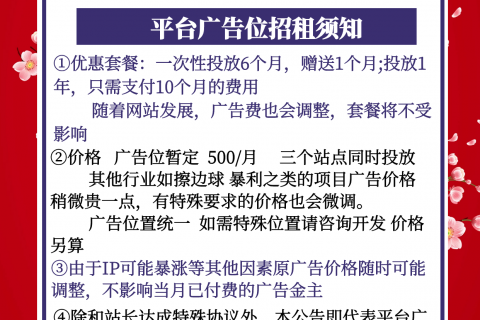 平台广告位招租须知
①优惠套餐：一次性投放6个月，赠送1个月;投放1
年，只需支付10个月的费用
随着网站发展，广告费也会调整，套餐将不受
影响
②价格 广告位暂定 500/月 三个站点同时投放
其他行业如擦边球 暴利之类的项目广告价格
稍微贵一点，有特殊要求的价格也会微调。
广告位置统一 如需特殊位置请咨询开发 价格
另算
③由于IP可能暴涨等其他因素原广告价格随时可能
调整，不影响当月已付费的广告金主
④除和站长达成特殊协议外，本公告即代表平台广